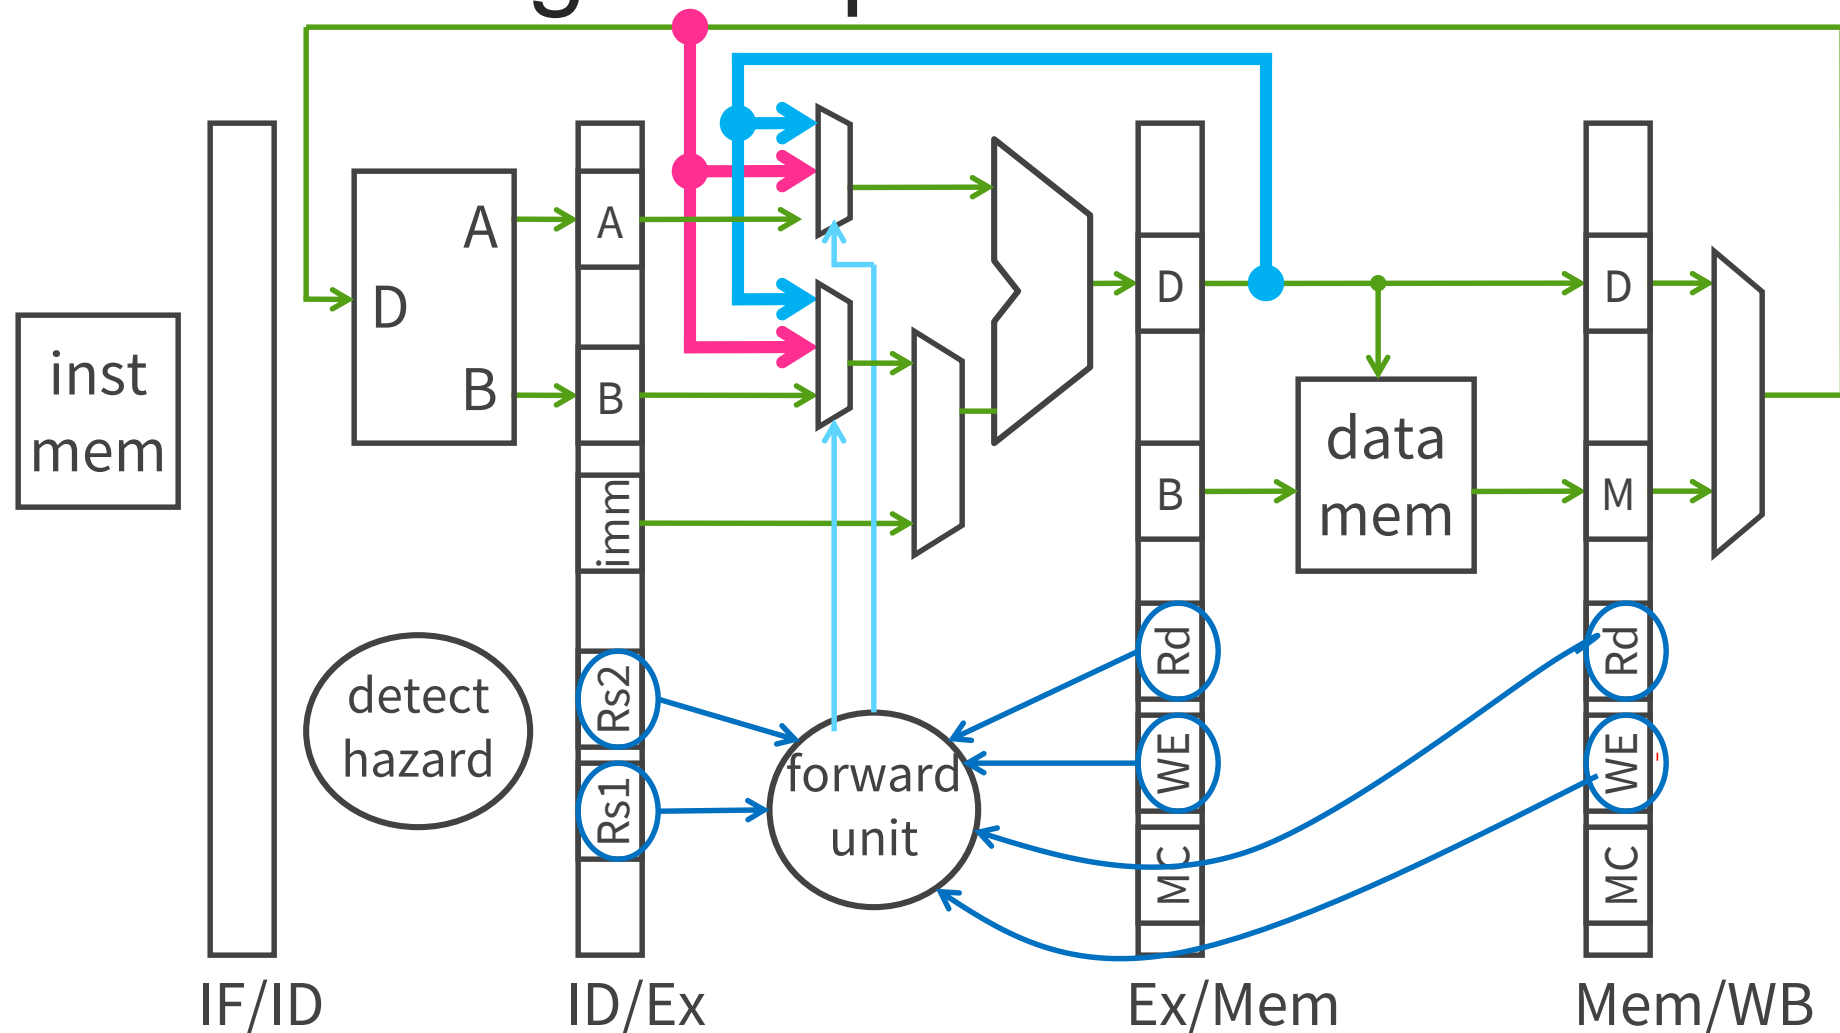 A
B
D
inst
mem
A
B
imm
Rs2
Rs1
detect
hazard
forward
unit
D
B
Rd
WE
MC
data
mem
D
M
Rd
WE
MC
IF/ID
ID/Ex
Ex/Mem
Mem/WB